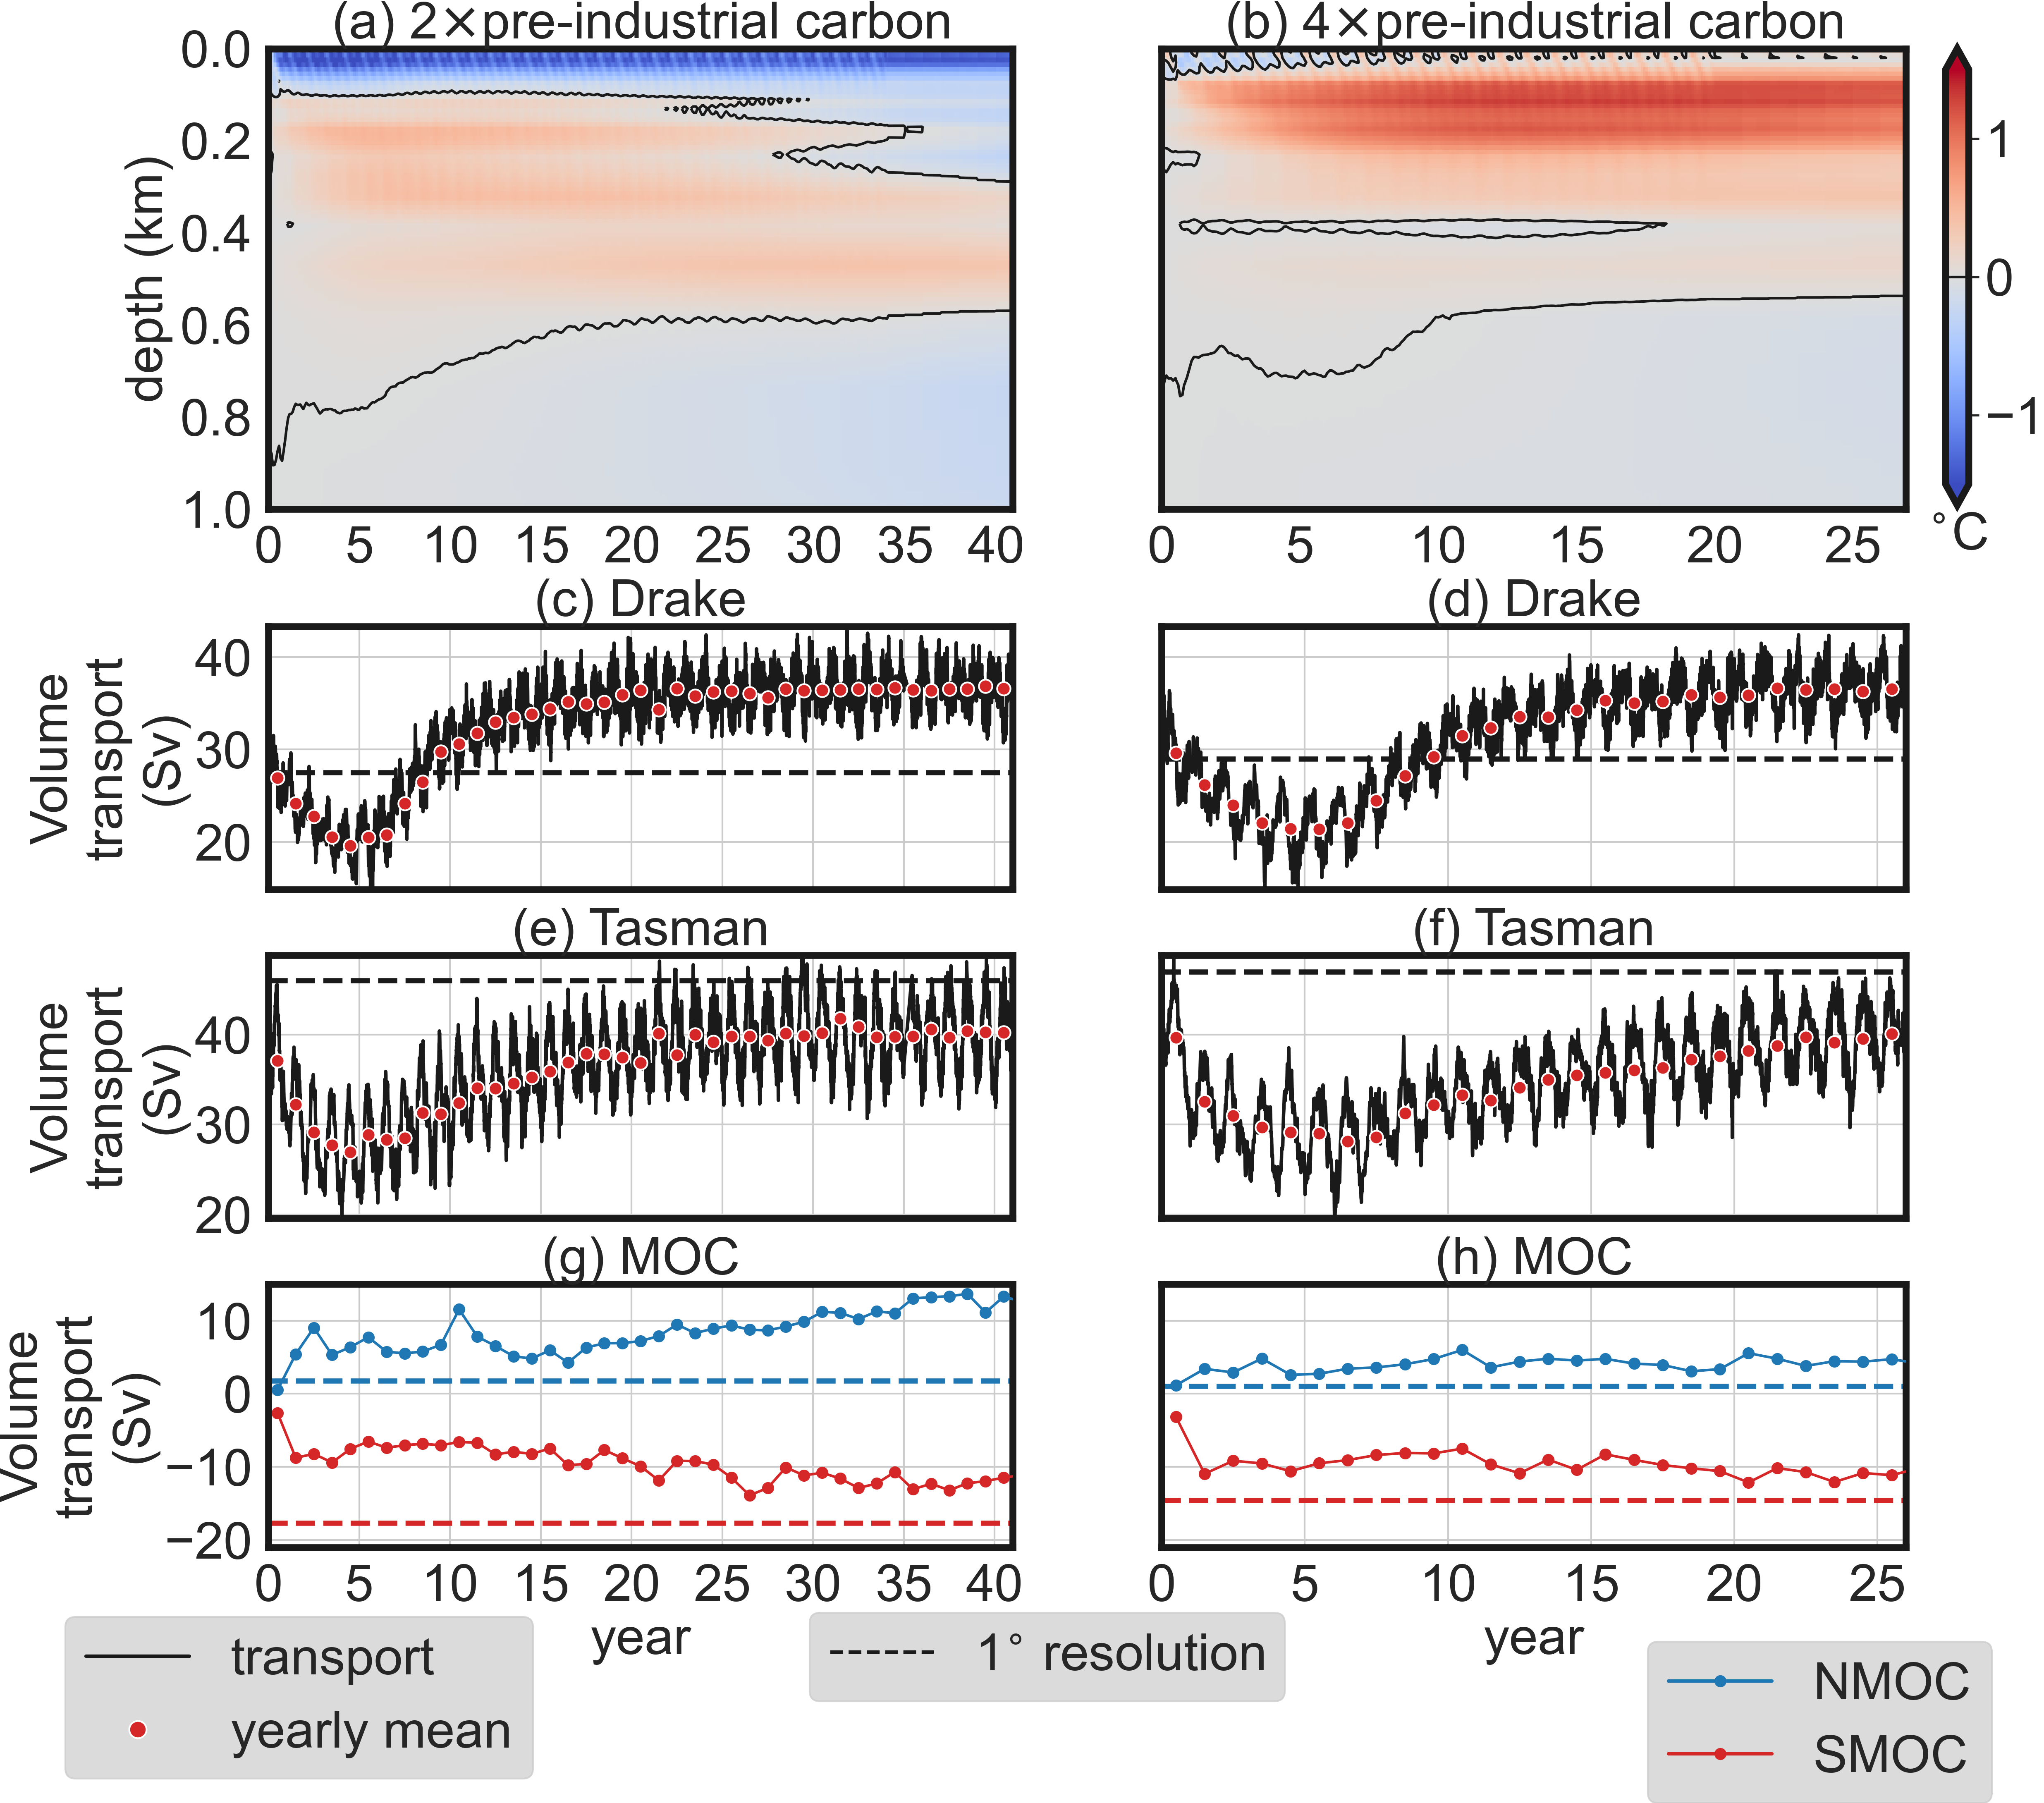 (a) 2×pre-industrial carbon
(b) 4×pre-industrial carbon
0.0
0.2
0.4
0.6
0.8
1.0
depth (km)
0 5 10 15 20 25 30 35 40
0 5 10 15 20 25
1
0
−1
°C
(c) Drake
(d) Drake
Volume
transport
(Sv)
40
30
20
(e) Tasman
(f) Tasman
Volume
transport
(Sv)
40
30
20
(g) MOC
(h) MOC
Volume
transport
(Sv)
10
0
−10
−20
0 5 10 15 20 25 30 35 40
0 5 10 15 20 25
year
year
transport
yearly mean
1° resolution
NMOC
SMOC